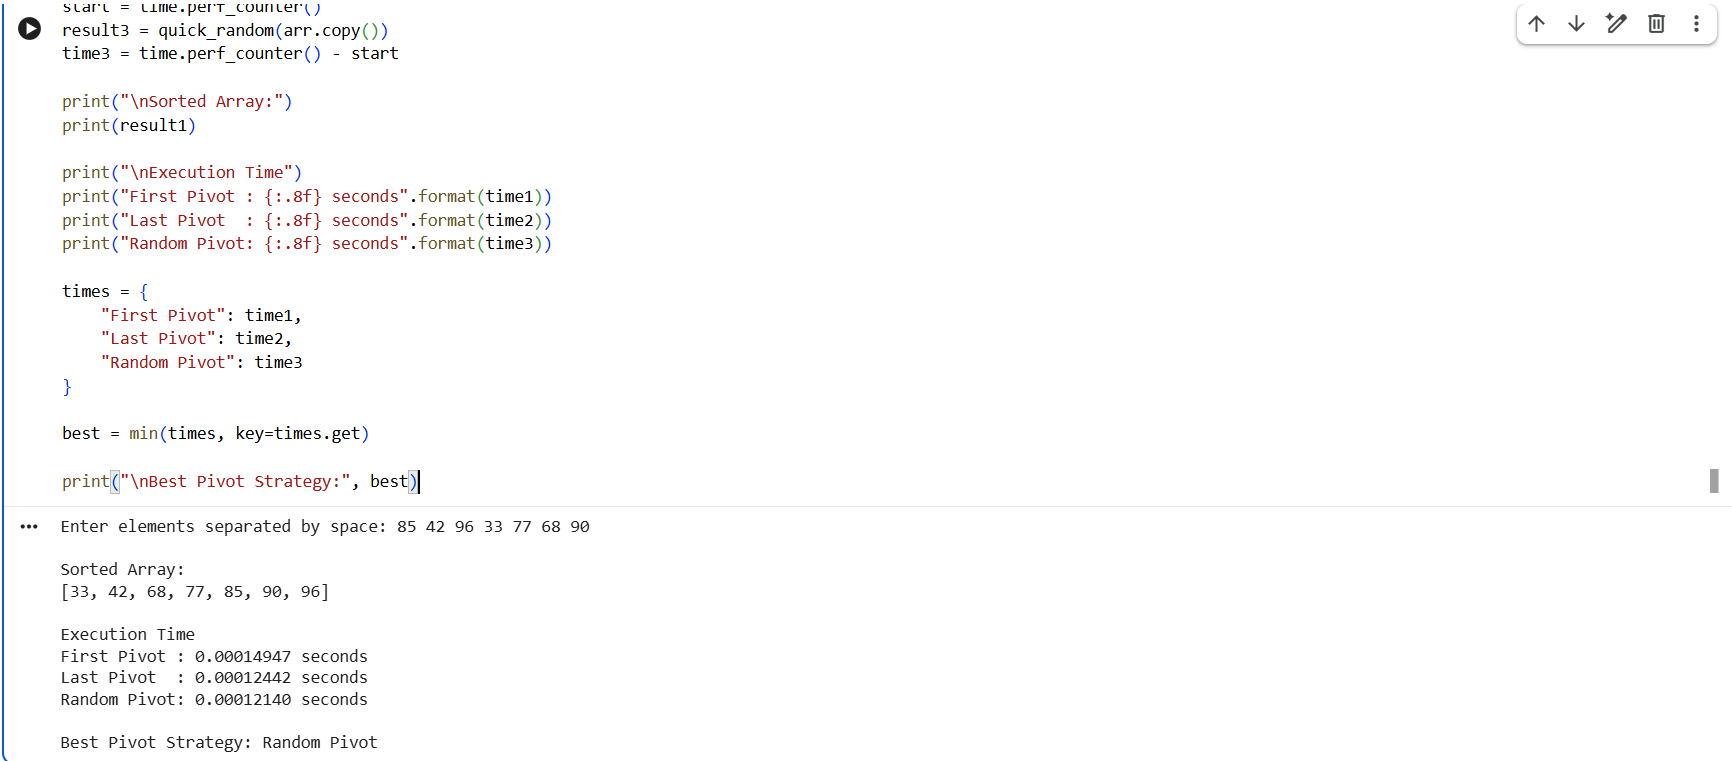 start = time.perf_counter()
result3 = quick_random(arr.copy())
time3 = time.perf_counter() - start
print("\nSorted Array:")
print(result1)
print("\nExecution Time")
print("First Pivot : {:.8f} seconds".format(time1))
print("Last Pivot  : {:.8f} seconds".format(time2))
print("Random Pivot: {:.8f} seconds".format(time3))
times = {
    "First Pivot": time1,
    "Last Pivot": time2,
    "Random Pivot": time3
}
best = min(times, key=times.get)
print("\nBest Pivot Strategy:", best)
Enter elements separated by space: 85 42 96 33 77 68 90
Sorted Array:
[33, 42, 68, 77, 85, 90, 96]
Execution Time
First Pivot : 0.00014947 seconds
Last Pivot  : 0.00012442 seconds
Random Pivot: 0.00012140 seconds
Best Pivot Strategy: Random Pivot